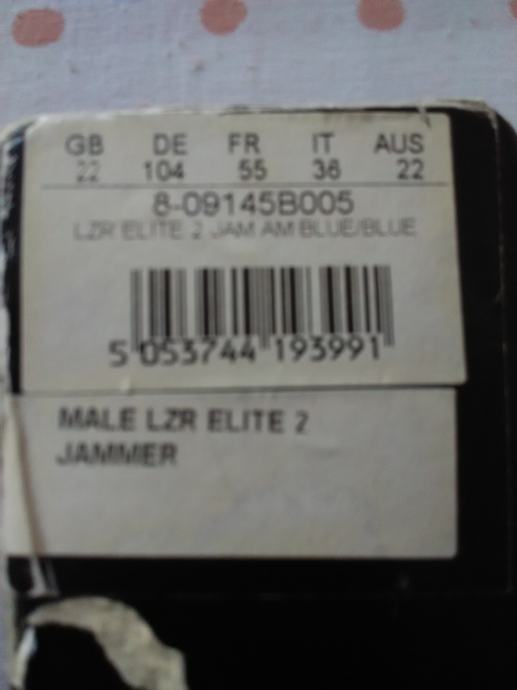 GB DE FR IT AUS
22 104 55 36 22
8-09145B005
LZR ELITE 2 JAM AM BLUE/BLUE
5 053744 193991
MALE LZR ELITE 2
JAMMER